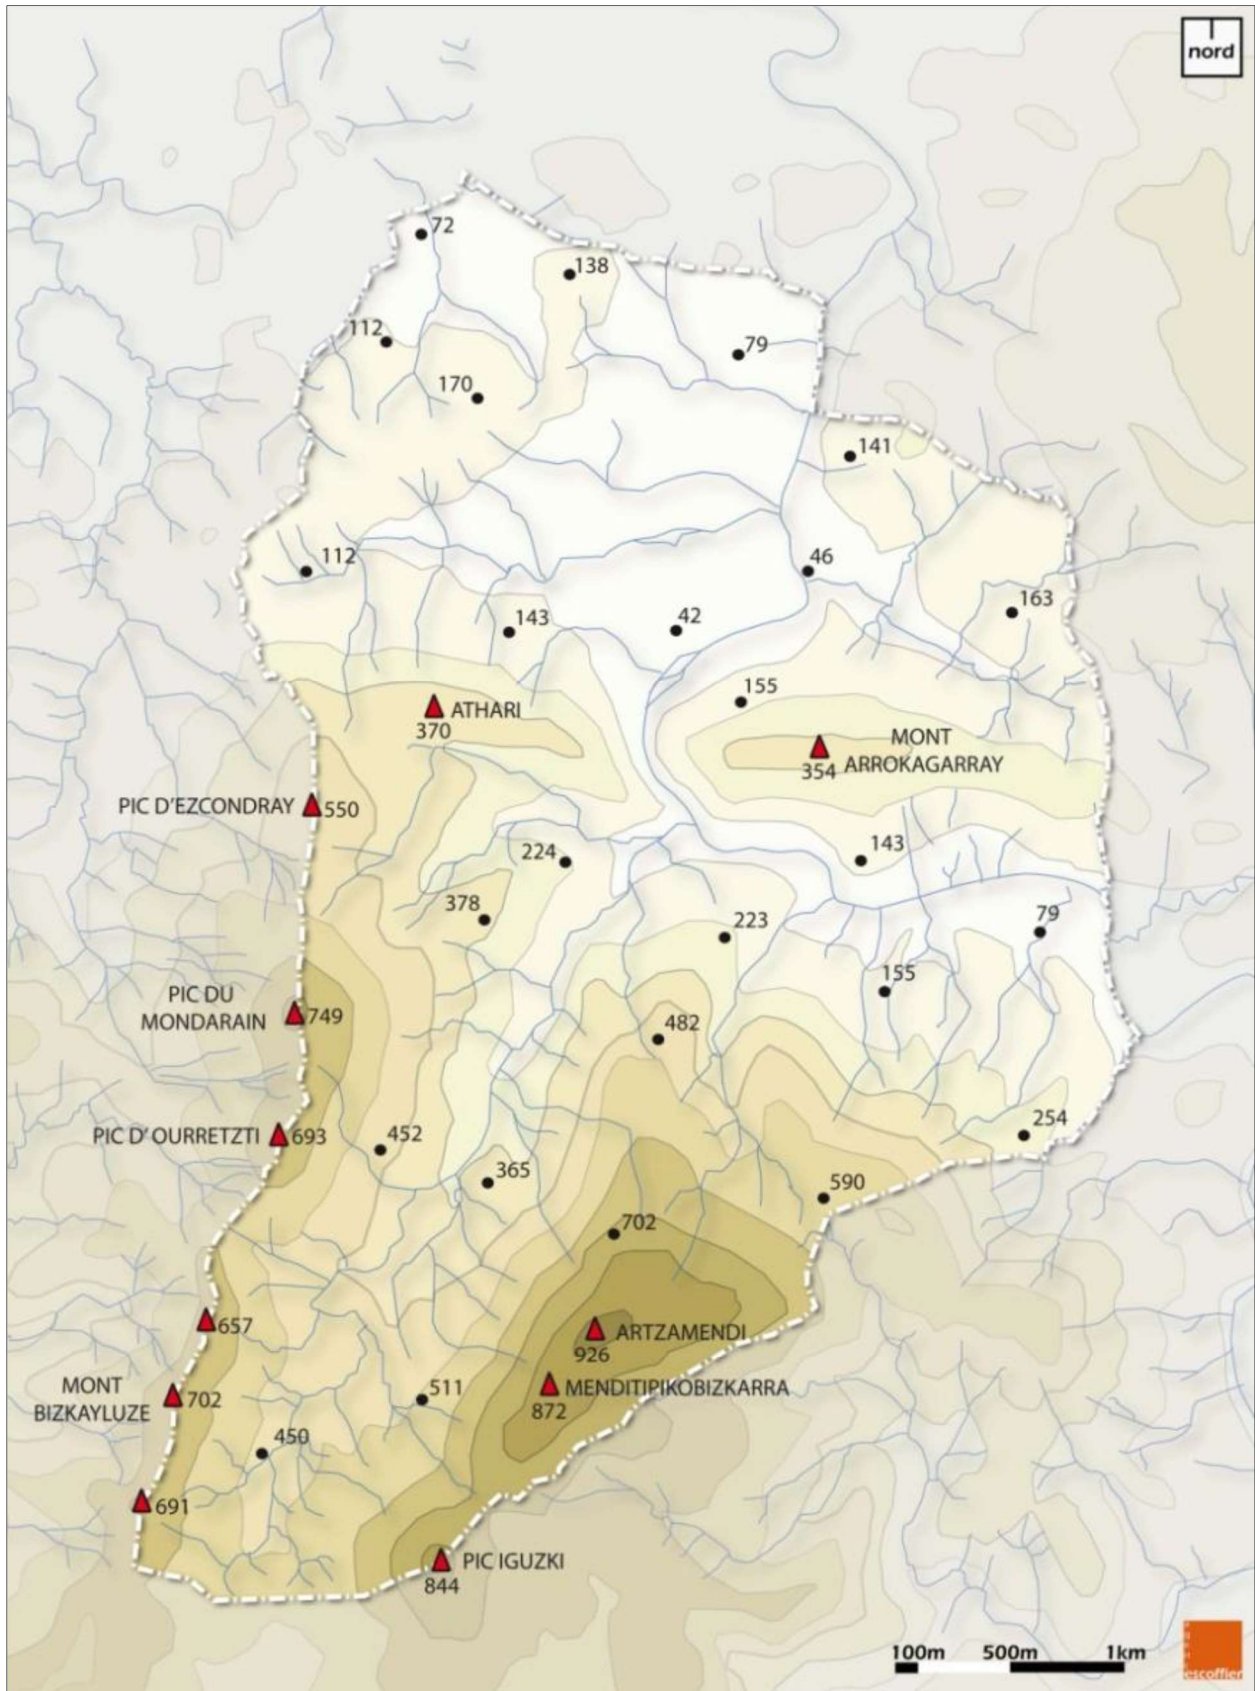 nord
72
138
112
79
170
141
112
46
163
143
42
155
ATHARI
370
MONT
ARROKAGARRAY
354
PIC D'EZCONDRAY
550
143
224
378
223
79
155
PIC DU
MONDARAIN
749
482
254
PIC D' OURRETZTI
693
452
365
590
702
657
ARTZAMENDI
926
MONT
BIZKAYLUZE
702
511
MENDITIPIKOBIZKARRA
872
450
691
PIC IGUZKI
844
100m 500m 1km
escoffier